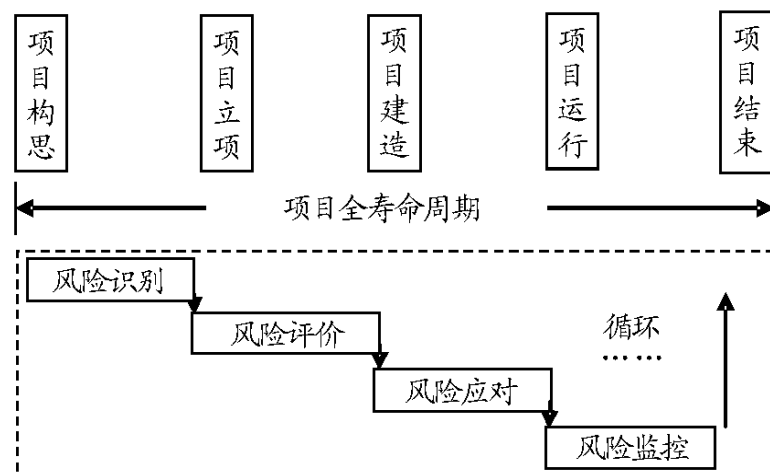 项目构思
项目立项
项目建造
项目运行
项目结束
项目全寿命周期
风险识别
风险评价
循环
……
风险应对
风险监控